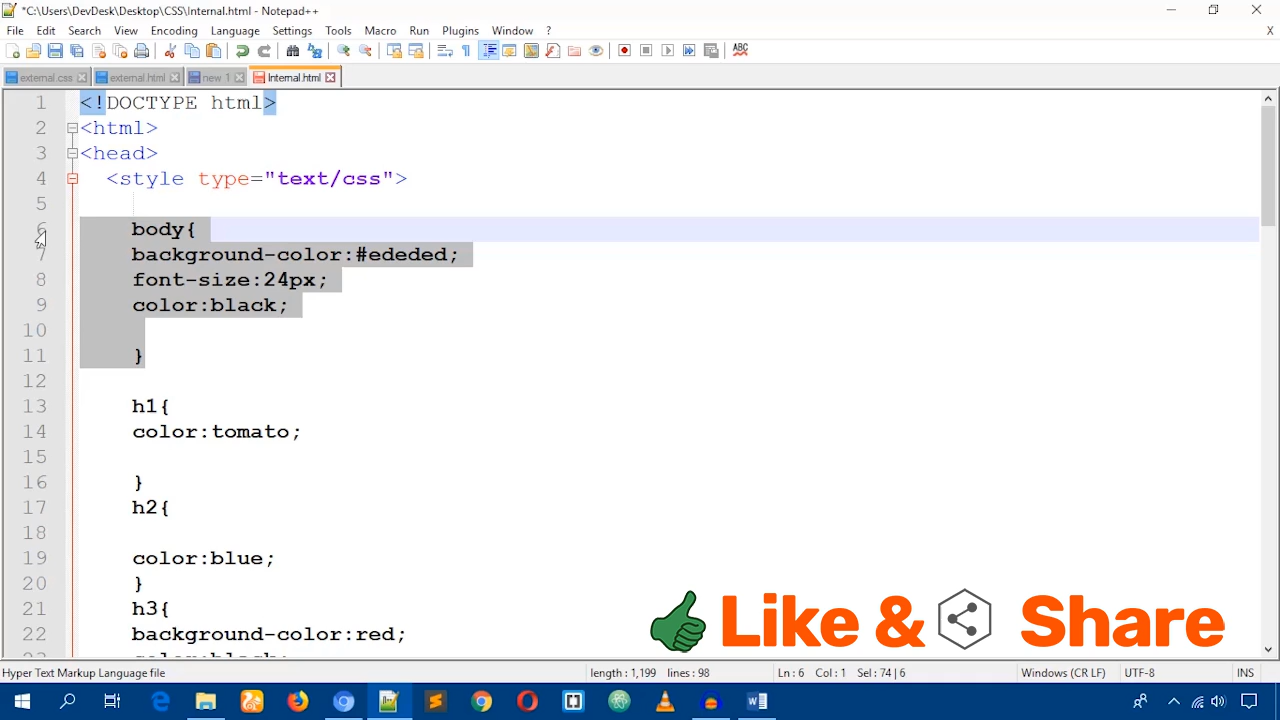 *C:\Users\DevDesk\Desktop\CSS\Internal.html - Notepad++
File Edit Search View Encoding Language Settings Tools Macro Run Plugins Window ? X
external.css external.html new 1 Internal.html
1 <!DOCTYPE html>
2 <html>
3 <head>
4 <style type="text/css">
5
6 body{
7 background-color:#ededed;
8 font-size:24px;
9 color:black;
10
11 }
12
13 h1{
14 color:tomato;
15
16 }
17 h2{
18
19 color:blue;
20 }
21 h3{
22 background-color:red;
Like & Share
Hyper Text Markup Language file length : 1,199 lines : 98 Ln : 6 Col : 1 Sel : 74 | 6 Windows (CR LF) UTF-8 INS